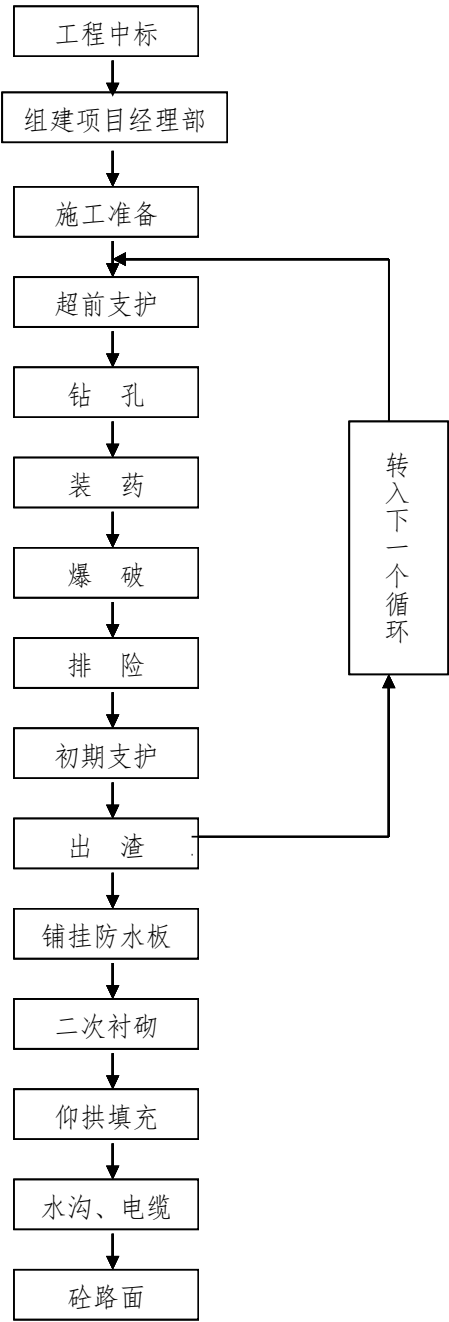 工程中标
组建项目经理部
施工准备
超前支护
钻 孔
装 药
爆 破
排 险
初期支护
出 渣
铺挂防水板
二次衬砌
仰拱填充
水沟、电缆
砼路面
转入下一个循环